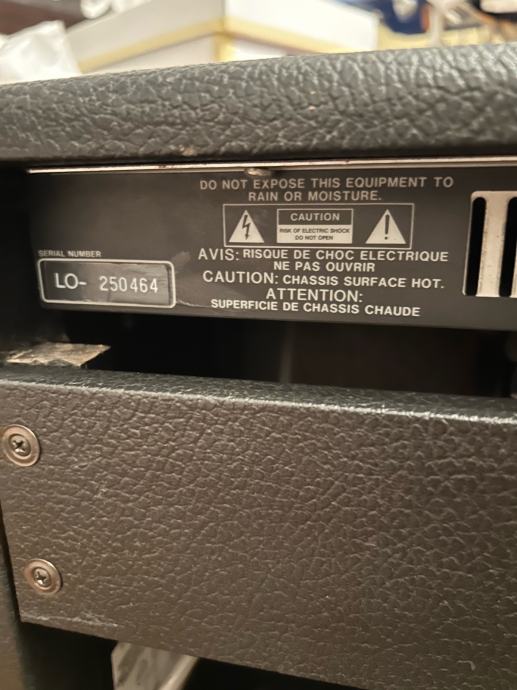 DO NOT EXPOSE THIS EQUIPMENT TO
RAIN OR MOISTURE.
CAUTION
RISK OF ELECTRIC SHOCK
DO NOT OPEN
AVIS: RISQUE DE CHOC ELECTRIQUE
NE PAS OUVRIR
CAUTION: CHASSIS SURFACE HOT.
ATTENTION:
SUPERFICIE DE CHASSIS CHAUDE
SERIAL NUMBER
LO- 250464